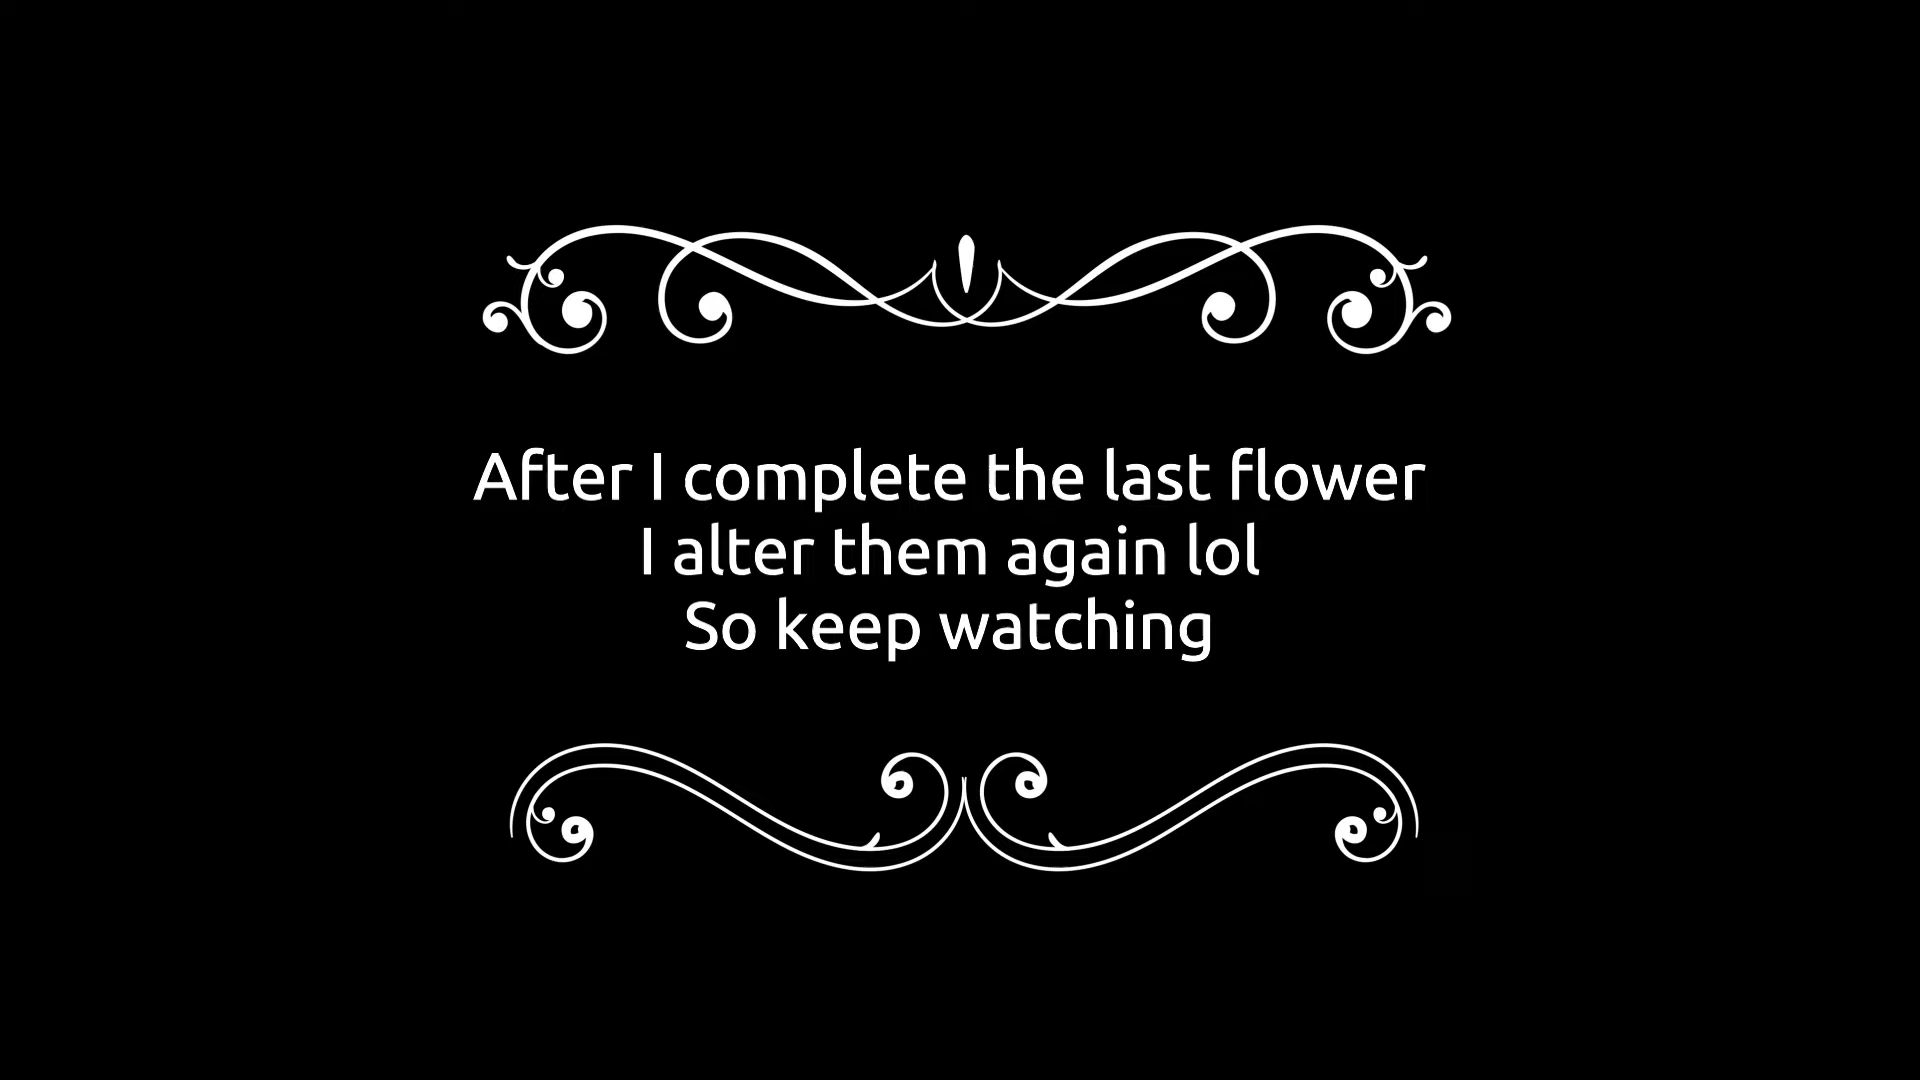 After I complete the last flower
I alter them again lol
So keep watching